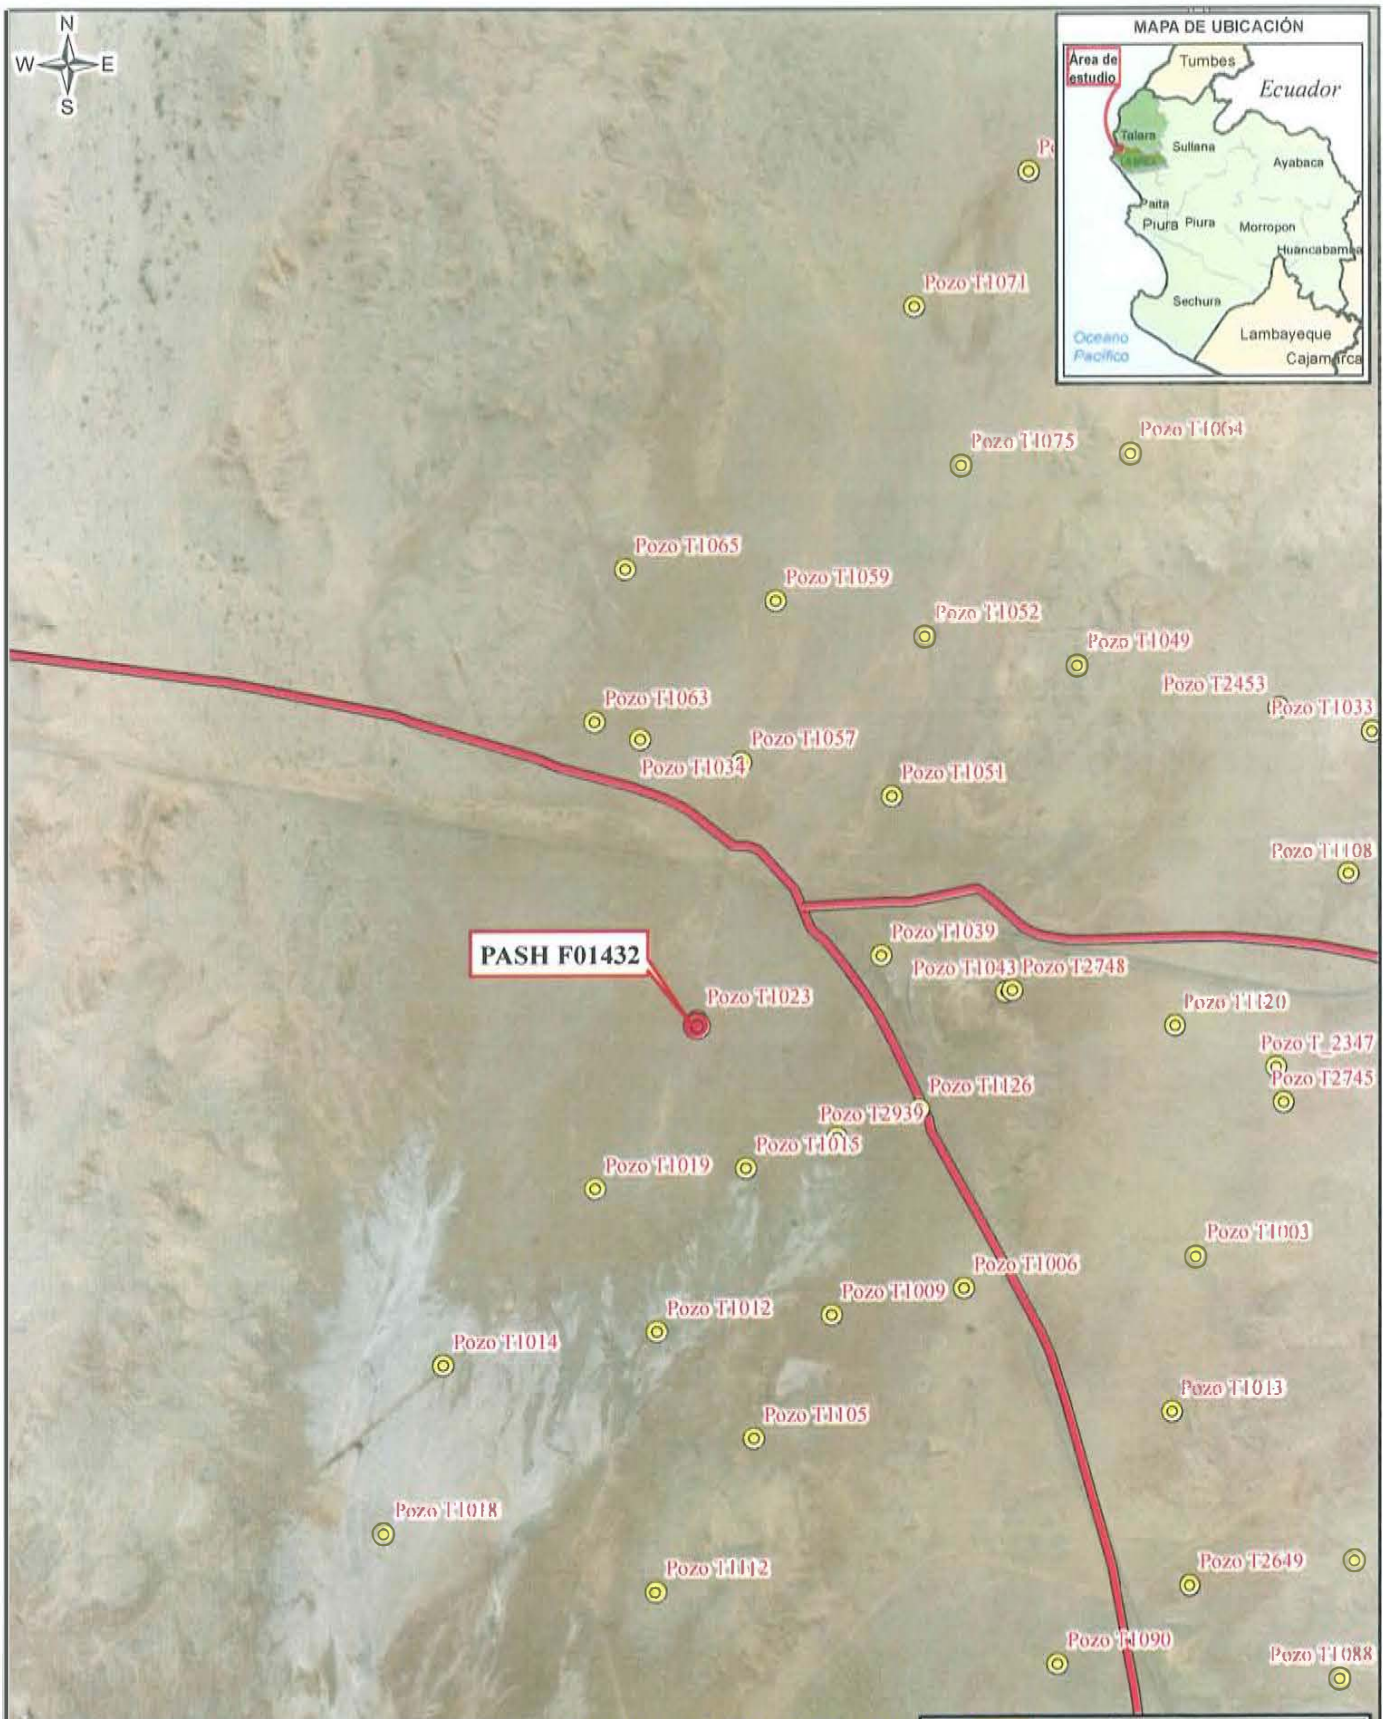 N
W E
S
MAPA DE UBICACIÓN
Área de
estudio
Tumbes
Ecuador
Talara
Sullana
Ayabaca
Paita
Piura Piura
Morropon
Huancabamba
Sechura
Oceano
Pacífico
Lambayeque
Cajamarca
Pozo T1071
Pozo T1075
Pozo T1064
Pozo T1065
Pozo T1059
Pozo T1052
Pozo T1049
Pozo T2453
Pozo T1033
Pozo T1063
Pozo T1034
Pozo T1057
Pozo T1051
Pozo T1108
PASH F01432
Pozo T1023
Pozo T1039
Pozo T1043
Pozo T2748
Pozo T1120
Pozo T_2347
Pozo T2745
Pozo T1126
Pozo T2939
Pozo T1015
Pozo T1019
Pozo T1003
Pozo T1006
Pozo T1009
Pozo T1012
Pozo T1014
Pozo T1013
Pozo T1105
Pozo T1018
Pozo T1112
Pozo T2649
Pozo T1090
Pozo T1088